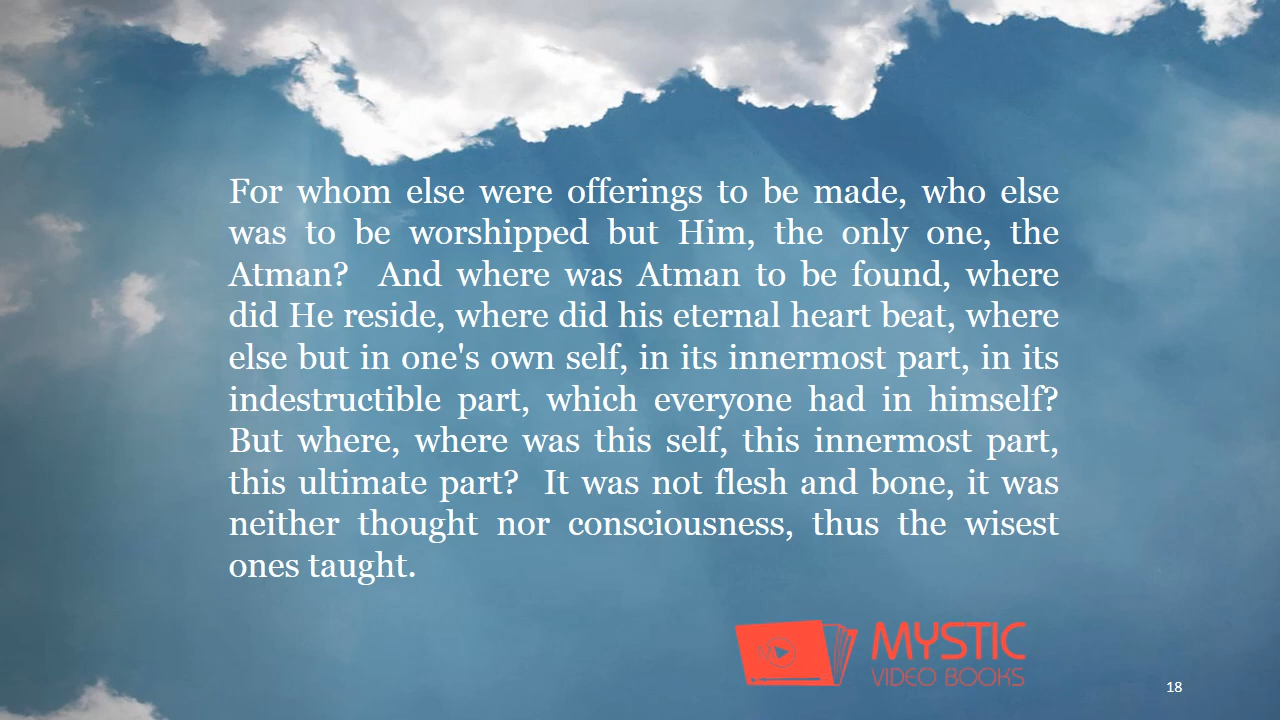 For whom else were offerings to be made, who else
was to be worshipped but Him, the only one, the
Atman?  And where was Atman to be found, where
did He reside, where did his eternal heart beat, where
else but in one's own self, in its innermost part, in its
indestructible part, which everyone had in himself?
But where, where was this self, this innermost part,
this ultimate part?  It was not flesh and bone, it was
neither thought nor consciousness, thus the wisest
ones taught.
MYSTIC
VIDEO BOOKS
18